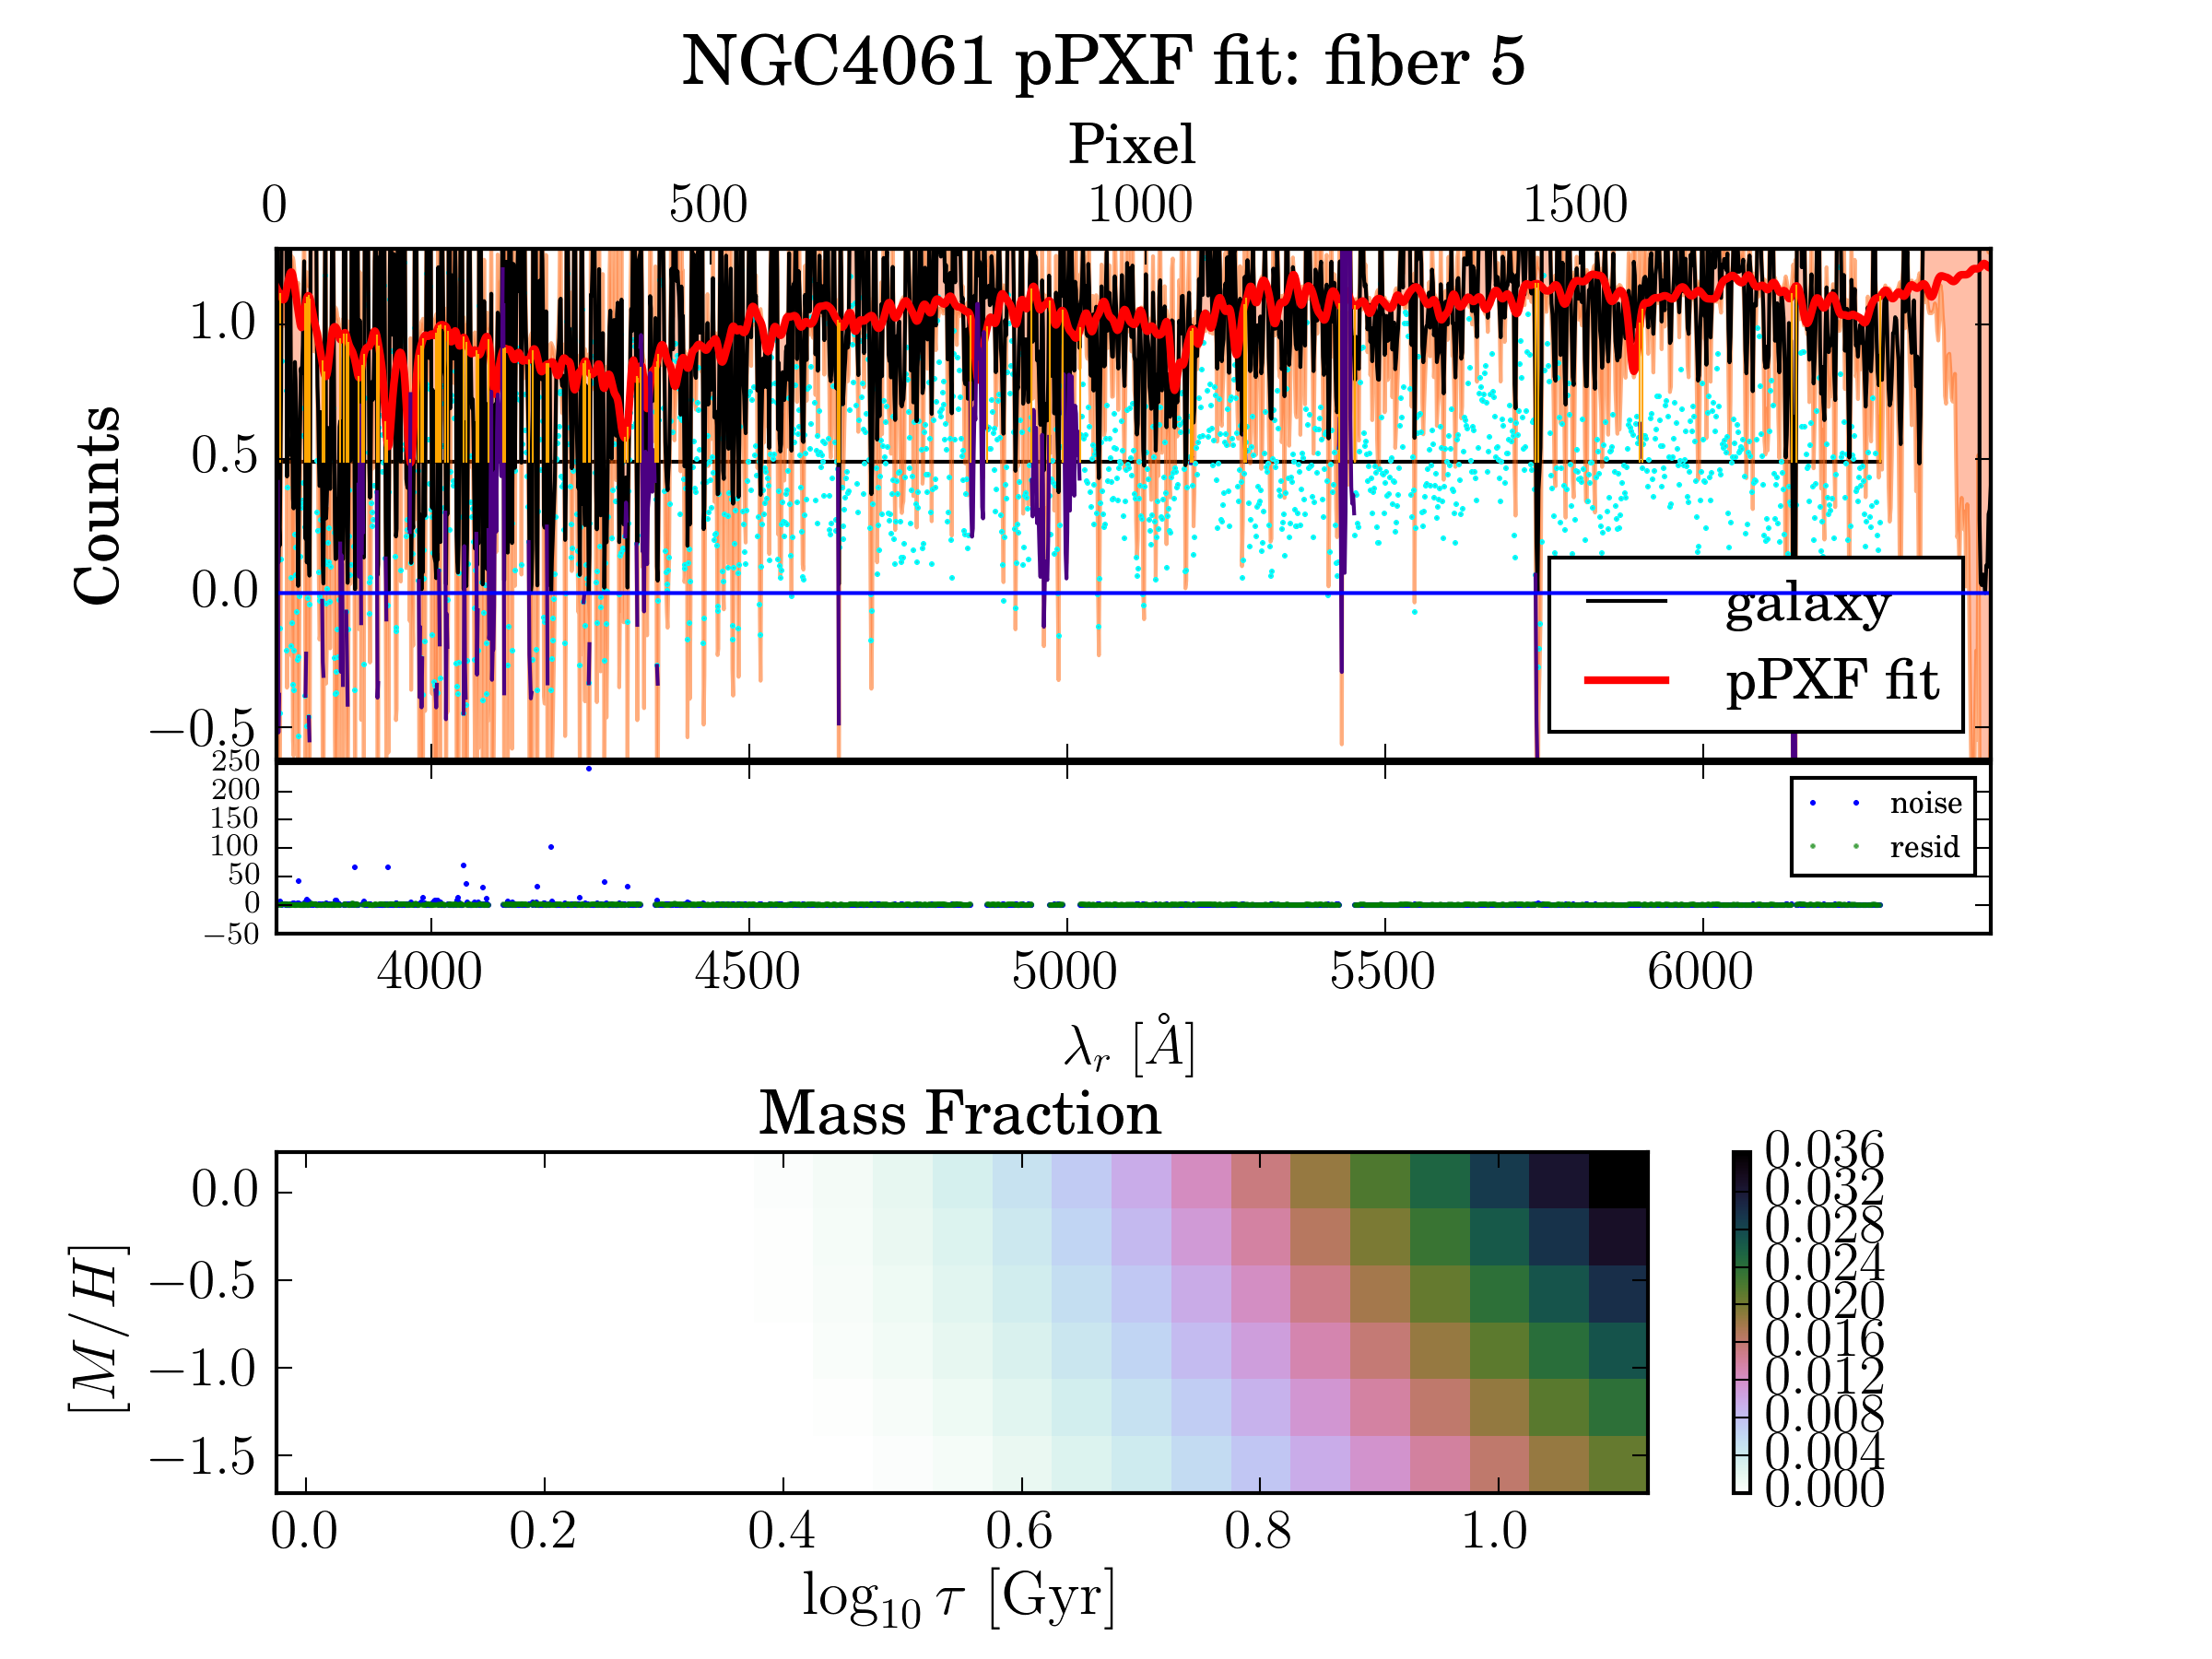 NGC4061 pPXF fit: fiber 5
Pixel
0 500 1000 1500
Counts
1.0
0.5
0.0
−0.5
galaxy
pPXF fit
250
200
150
100
50
0
−50
noise
resid
4000 4500 5000 5500 6000
λr [Å]
Mass Fraction
[M/H]
0.0
−0.5
−1.0
−1.5
0.0 0.2 0.4 0.6 0.8 1.0
log10 τ [Gyr]
0.036
0.032
0.028
0.024
0.020
0.016
0.012
0.008
0.004
0.000